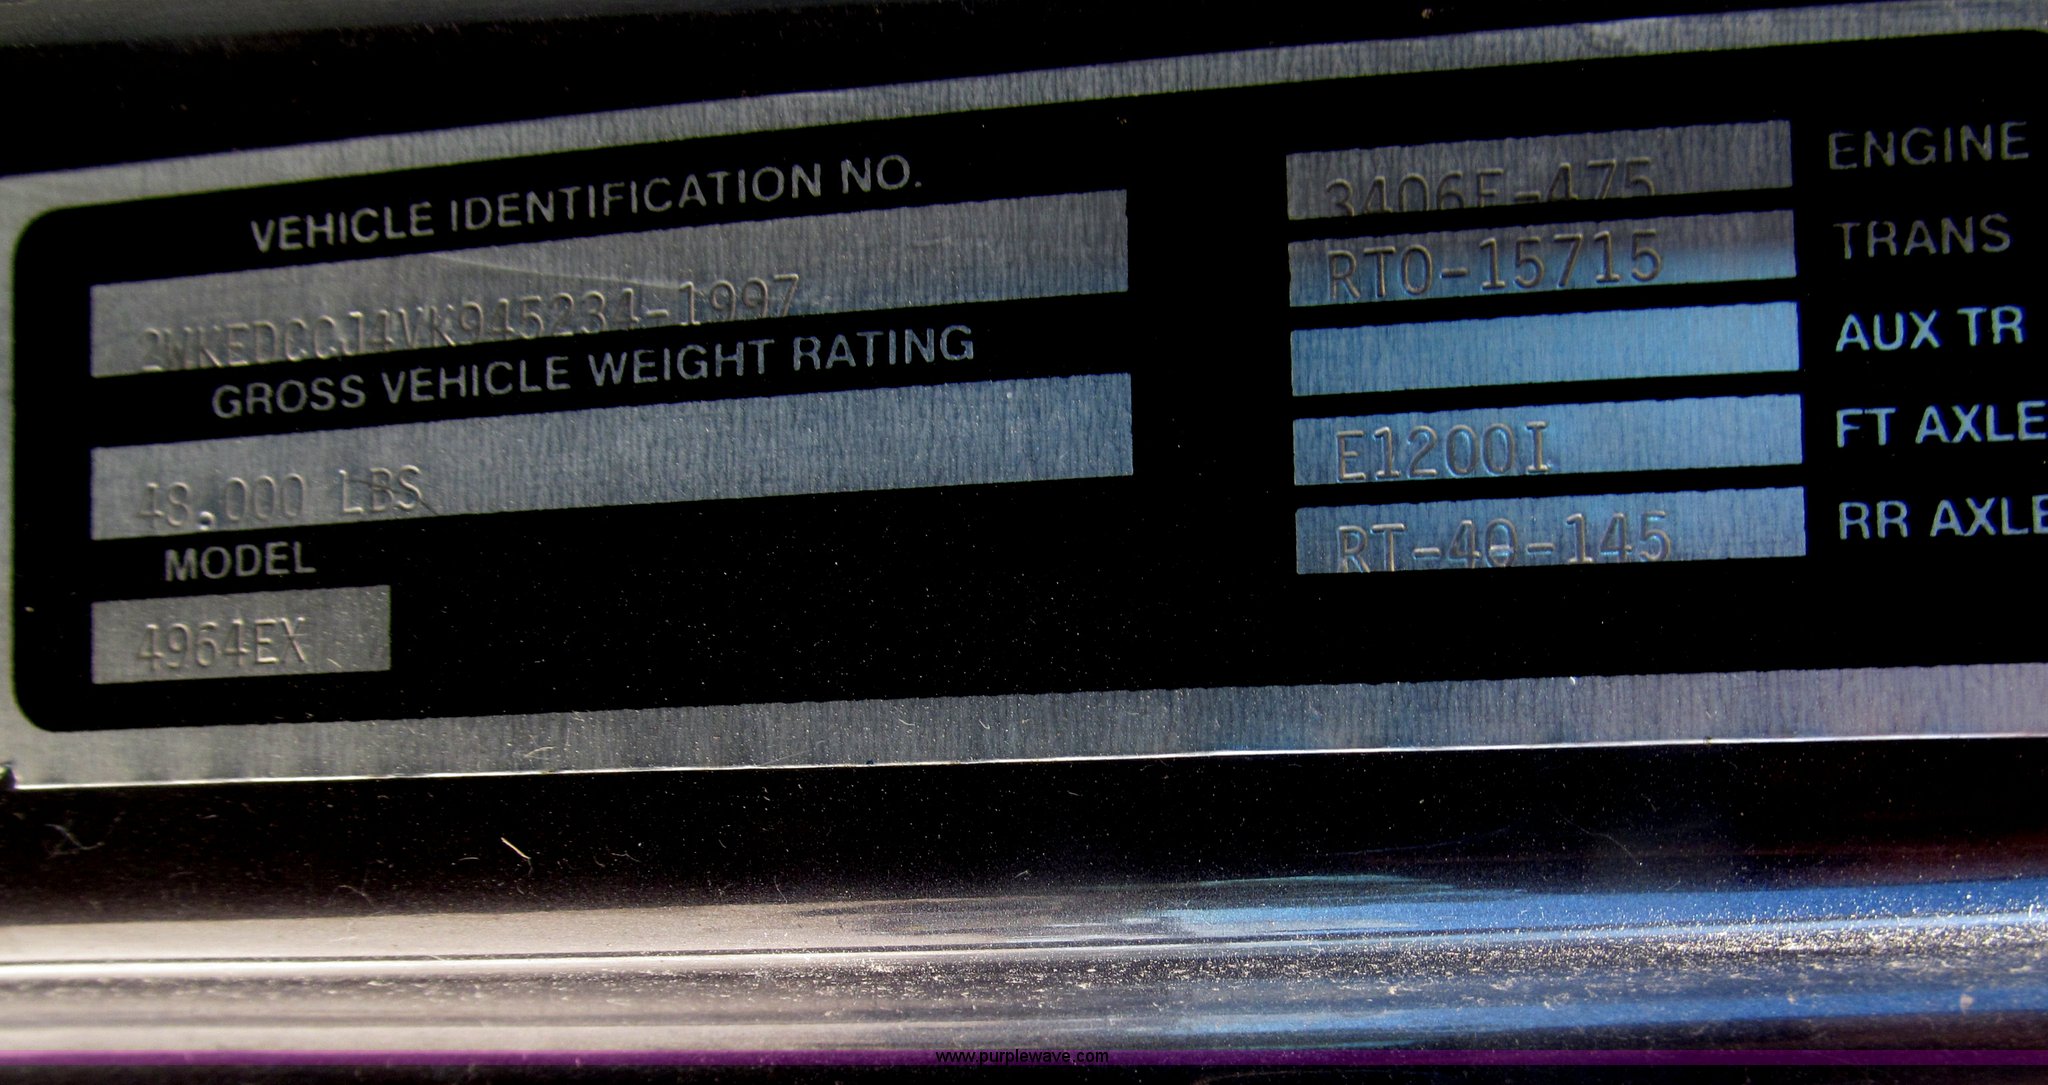 VEHICLE IDENTIFICATION NO.
2WKEDCCJ4VK945234-1997
GROSS VEHICLE WEIGHT RATING
48,000 LBS
MODEL
4964EX
3406E-475 ENGINE
RTO-15715 TRANS
AUX TR
E1200I FT AXLE
RT-40-145 RR AXLE
www.purplewave.com